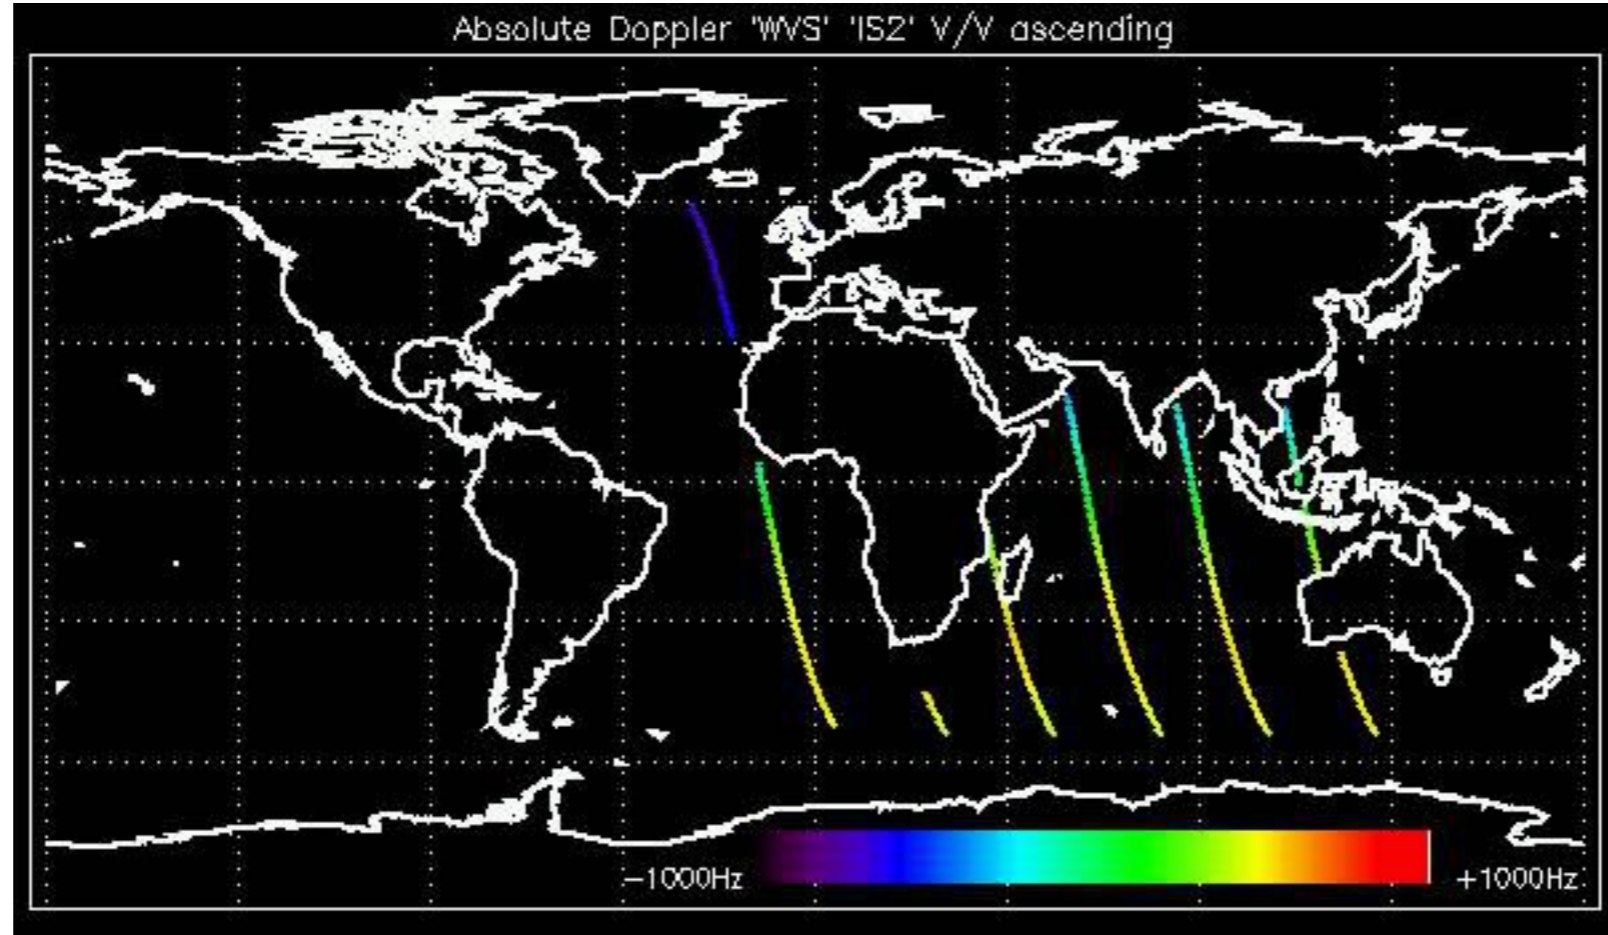 Absolute Doppler 'WVS' 'IS2' V/V ascending
-1000Hz +1000Hz